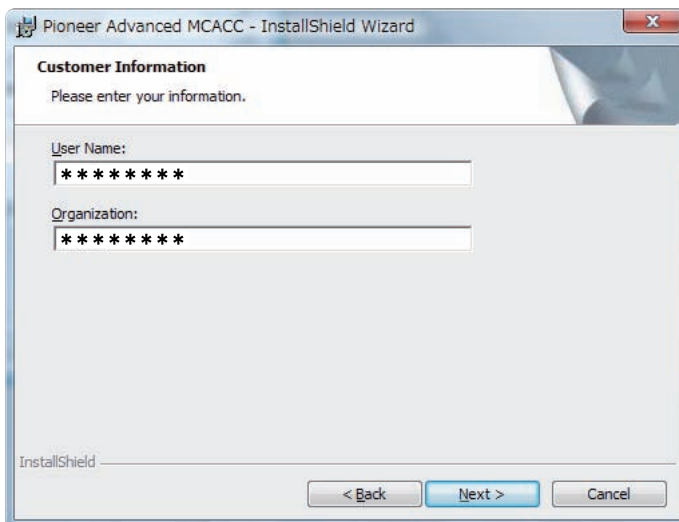 Pioneer Advanced MCACC - InstallShield Wizard
Customer Information
Please enter your information.
User Name:
********
Organization:
********
InstallShield
< Back
Next >
Cancel